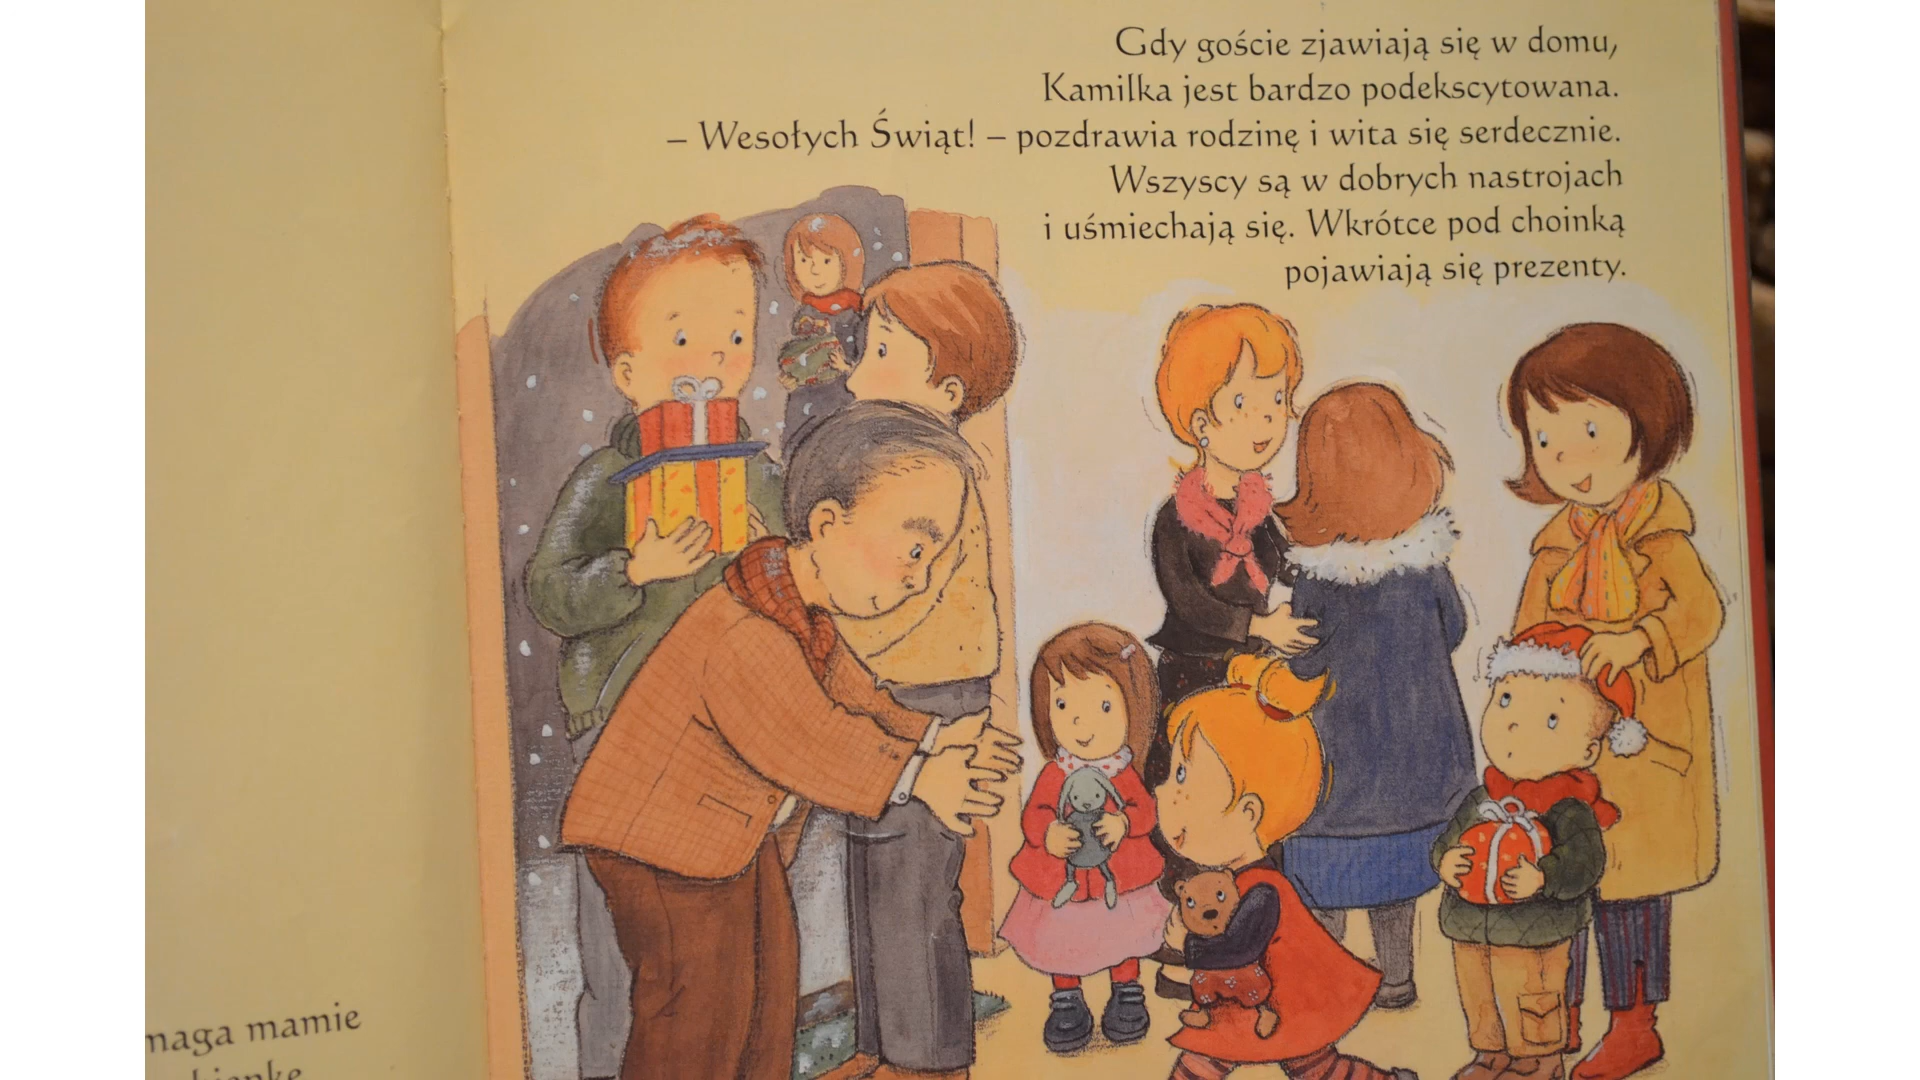 maga mamie
Gdy goście zjawiają się w domu,
Kamilka jest bardzo podekscytowana.
– Wesołych Świąt! – pozdrawia rodzinę i wita się serdecznie.
Wszyscy są w dobrych nastrojach
i uśmiechają się. Wkrótce pod choinką
pojawiają się prezenty.